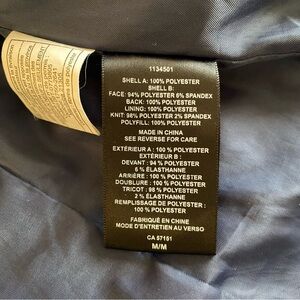 1134501
SHELL A: 100% POLYESTER
SHELL B:
FACE: 94% POLYESTER 6% SPANDEX
BACK: 100% POLYESTER
LINING: 100% POLYESTER
KNIT: 98% POLYESTER 2% SPANDEX
POLYFILL: 100% POLYESTER
MADE IN CHINA
SEE REVERSE FOR CARE
EXTÉRIEUR A : 100 % POLYESTER
EXTÉRIEUR B :
DEVANT : 94 % POLYESTER
6 % ÉLASTHANNE
ARRIÈRE : 100 % POLYESTER
DOUBLURE : 100 % POLYESTER
TRICOT : 98 % POLYESTER
2 % ÉLASTHANNE
REMPLISSAGE DE POLYESTER :
100 % POLYESTER
FABRIQUÉ EN CHINE
MODE D'ENTRETIEN AU VERSO
CA 57151
M/M